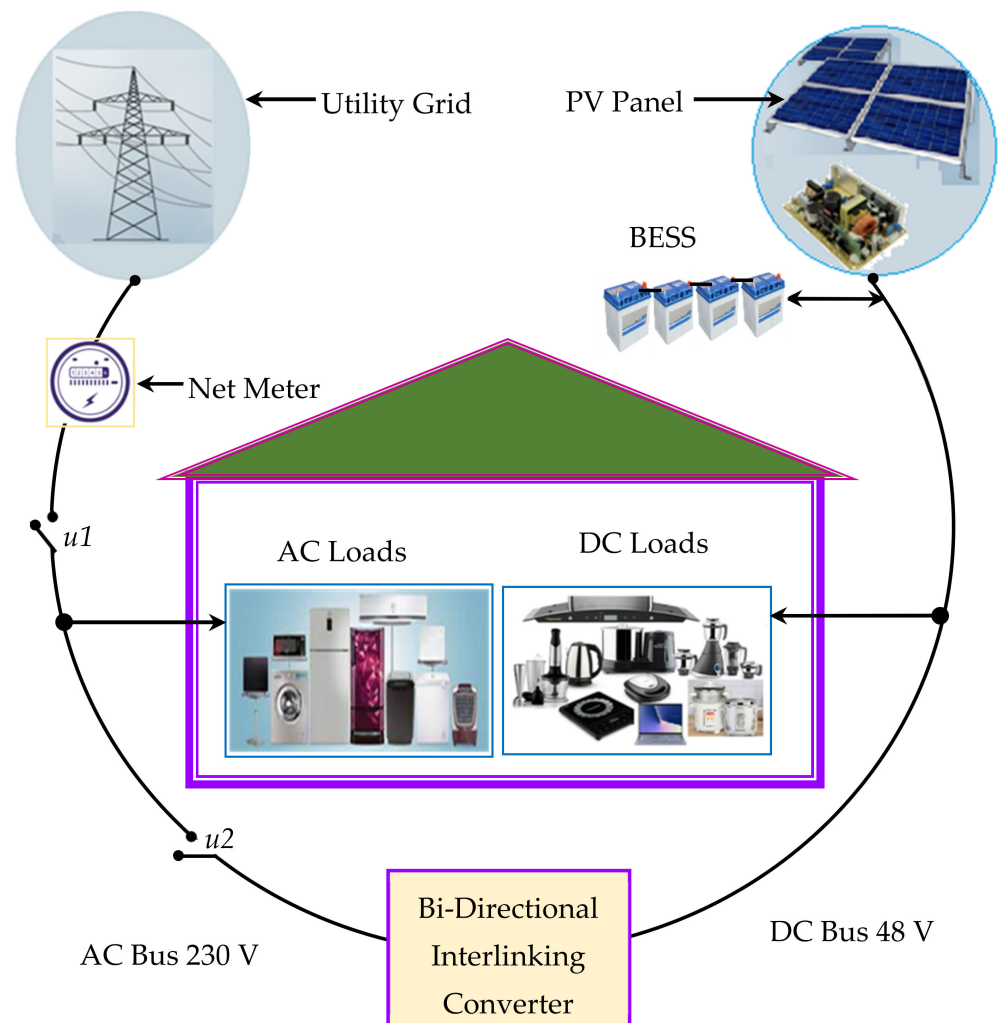 Utility Grid
PV Panel
BESS
Net Meter
u1
AC Loads
DC Loads
u2
Bi-Directional
Interlinking
Converter
AC Bus 230 V
DC Bus 48 V